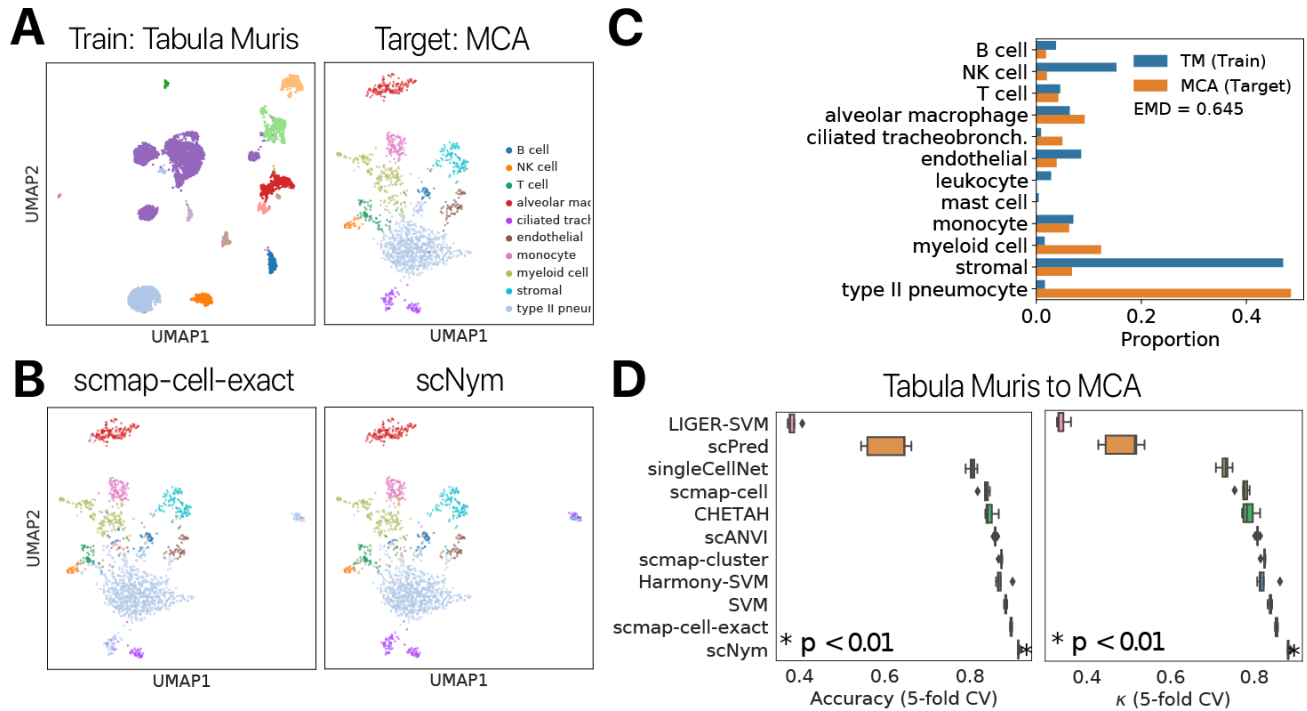 A
Train: Tabula Muris
Target: MCA
UMAP2
UMAP1
UMAP1
B cell
NK cell
T cell
alveolar mac
ciliated trach
endothelial
monocyte
myeloid cell
stromal
type II pneur
B
scmap-cell-exact
scNym
UMAP2
UMAP1
UMAP1
C
B cell
NK cell
T cell
alveolar macrophage
ciliated tracheobronch.
endothelial
leukocyte
mast cell
monocyte
myeloid cell
stromal
type II pneumocyte
TM (Train)
MCA (Target)
EMD = 0.645
0.0 0.2 0.4
Proportion
D
Tabula Muris to MCA
LIGER-SVM
scPred
singleCellNet
scmap-cell
CHETAH
scANVI
scmap-cluster
Harmony-SVM
SVM
scmap-cell-exact
scNym
* p < 0.01
*
* p < 0.01
*
0.4 0.6 0.8
Accuracy (5-fold CV)
0.4 0.6 0.8
κ (5-fold CV)